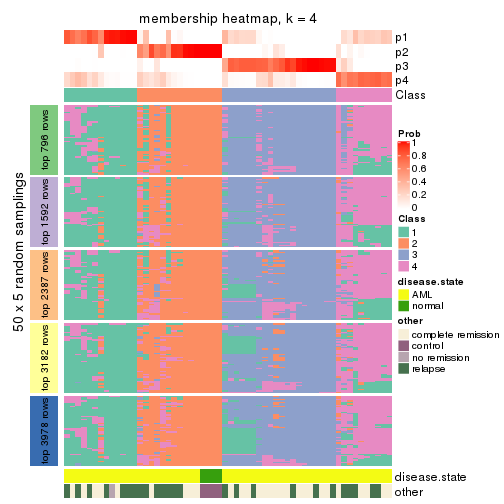 membership heatmap, k = 4
p1
p2
p3
p4
Class
50 x 5 random samplings
top 796 rows
top 1592 rows
top 2387 rows
top 3182 rows
top 3978 rows
disease.state
other
Prob
1
0.8
0.6
0.4
0.2
0
Class
1
2
3
4
disease.state
AML
normal
other
complete remission
control
no remission
relapse